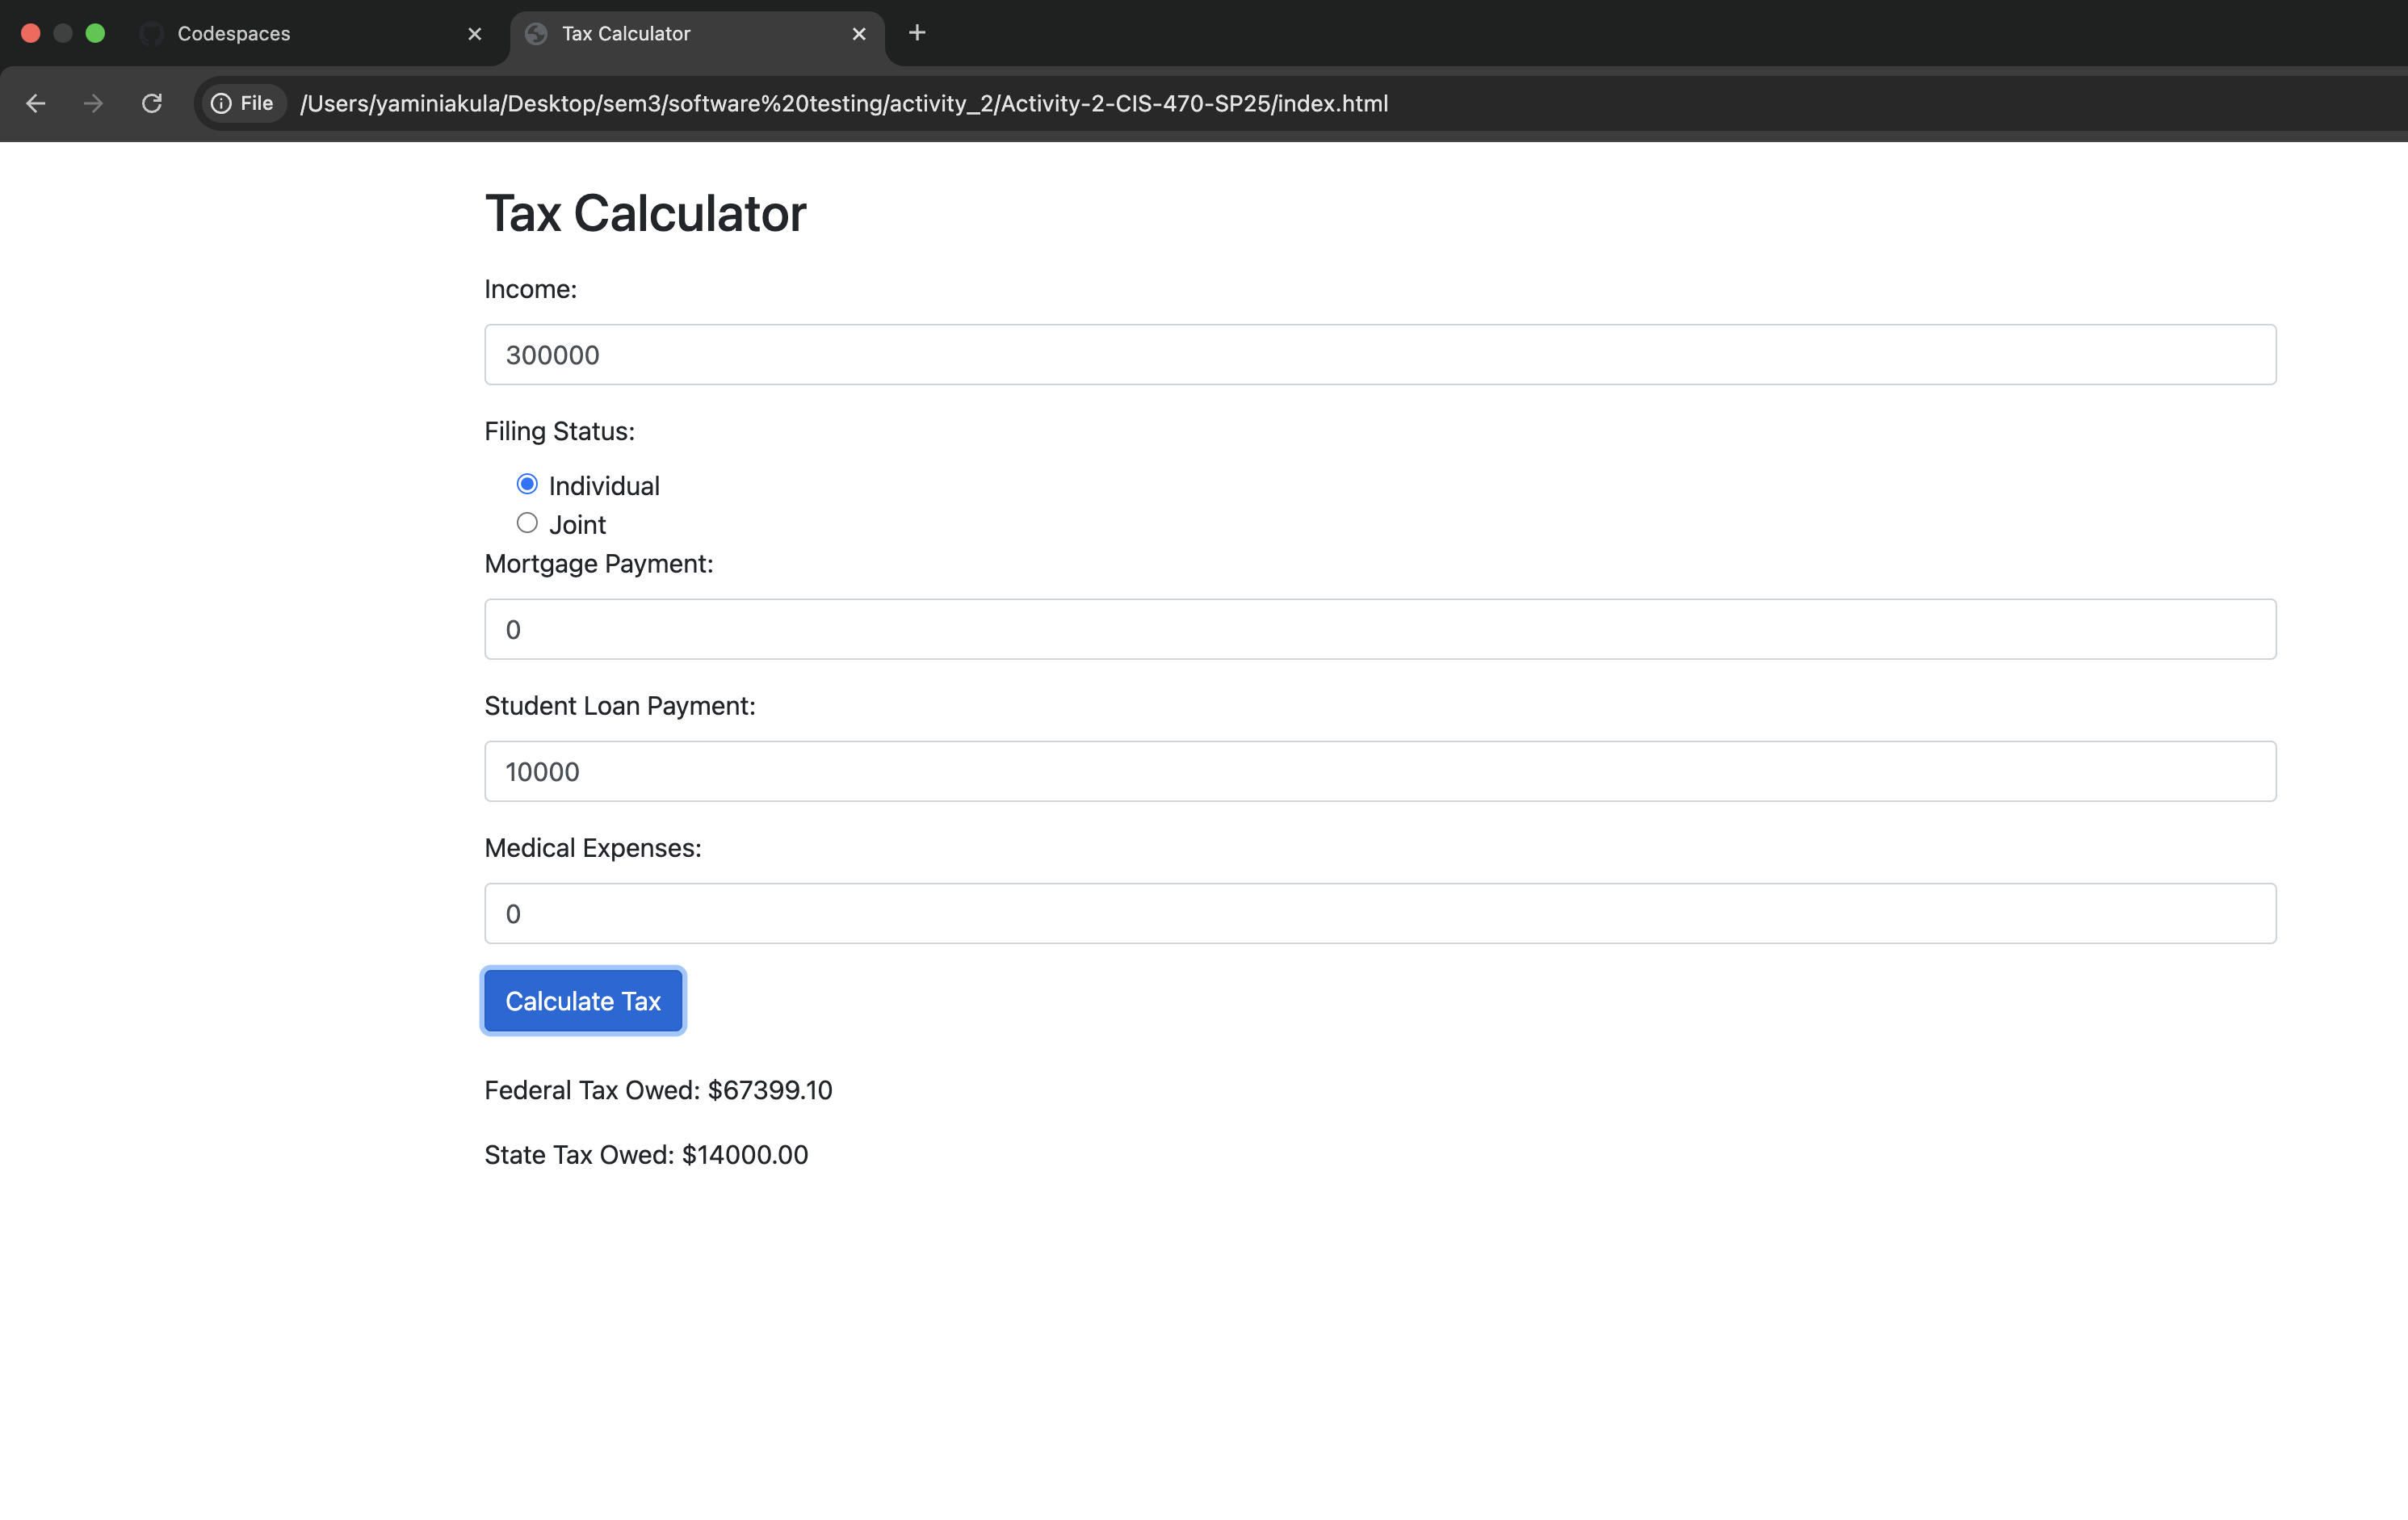 Codespaces
Tax Calculator
File /Users/yaminiakula/Desktop/sem3/software%20testing/activity_2/Activity-2-CIS-470-SP25/index.html
Tax Calculator
Income:
300000
Filing Status:
Individual
Joint
Mortgage Payment:
0
Student Loan Payment:
10000
Medical Expenses:
0
Calculate Tax
Federal Tax Owed: $67399.10
State Tax Owed: $14000.00